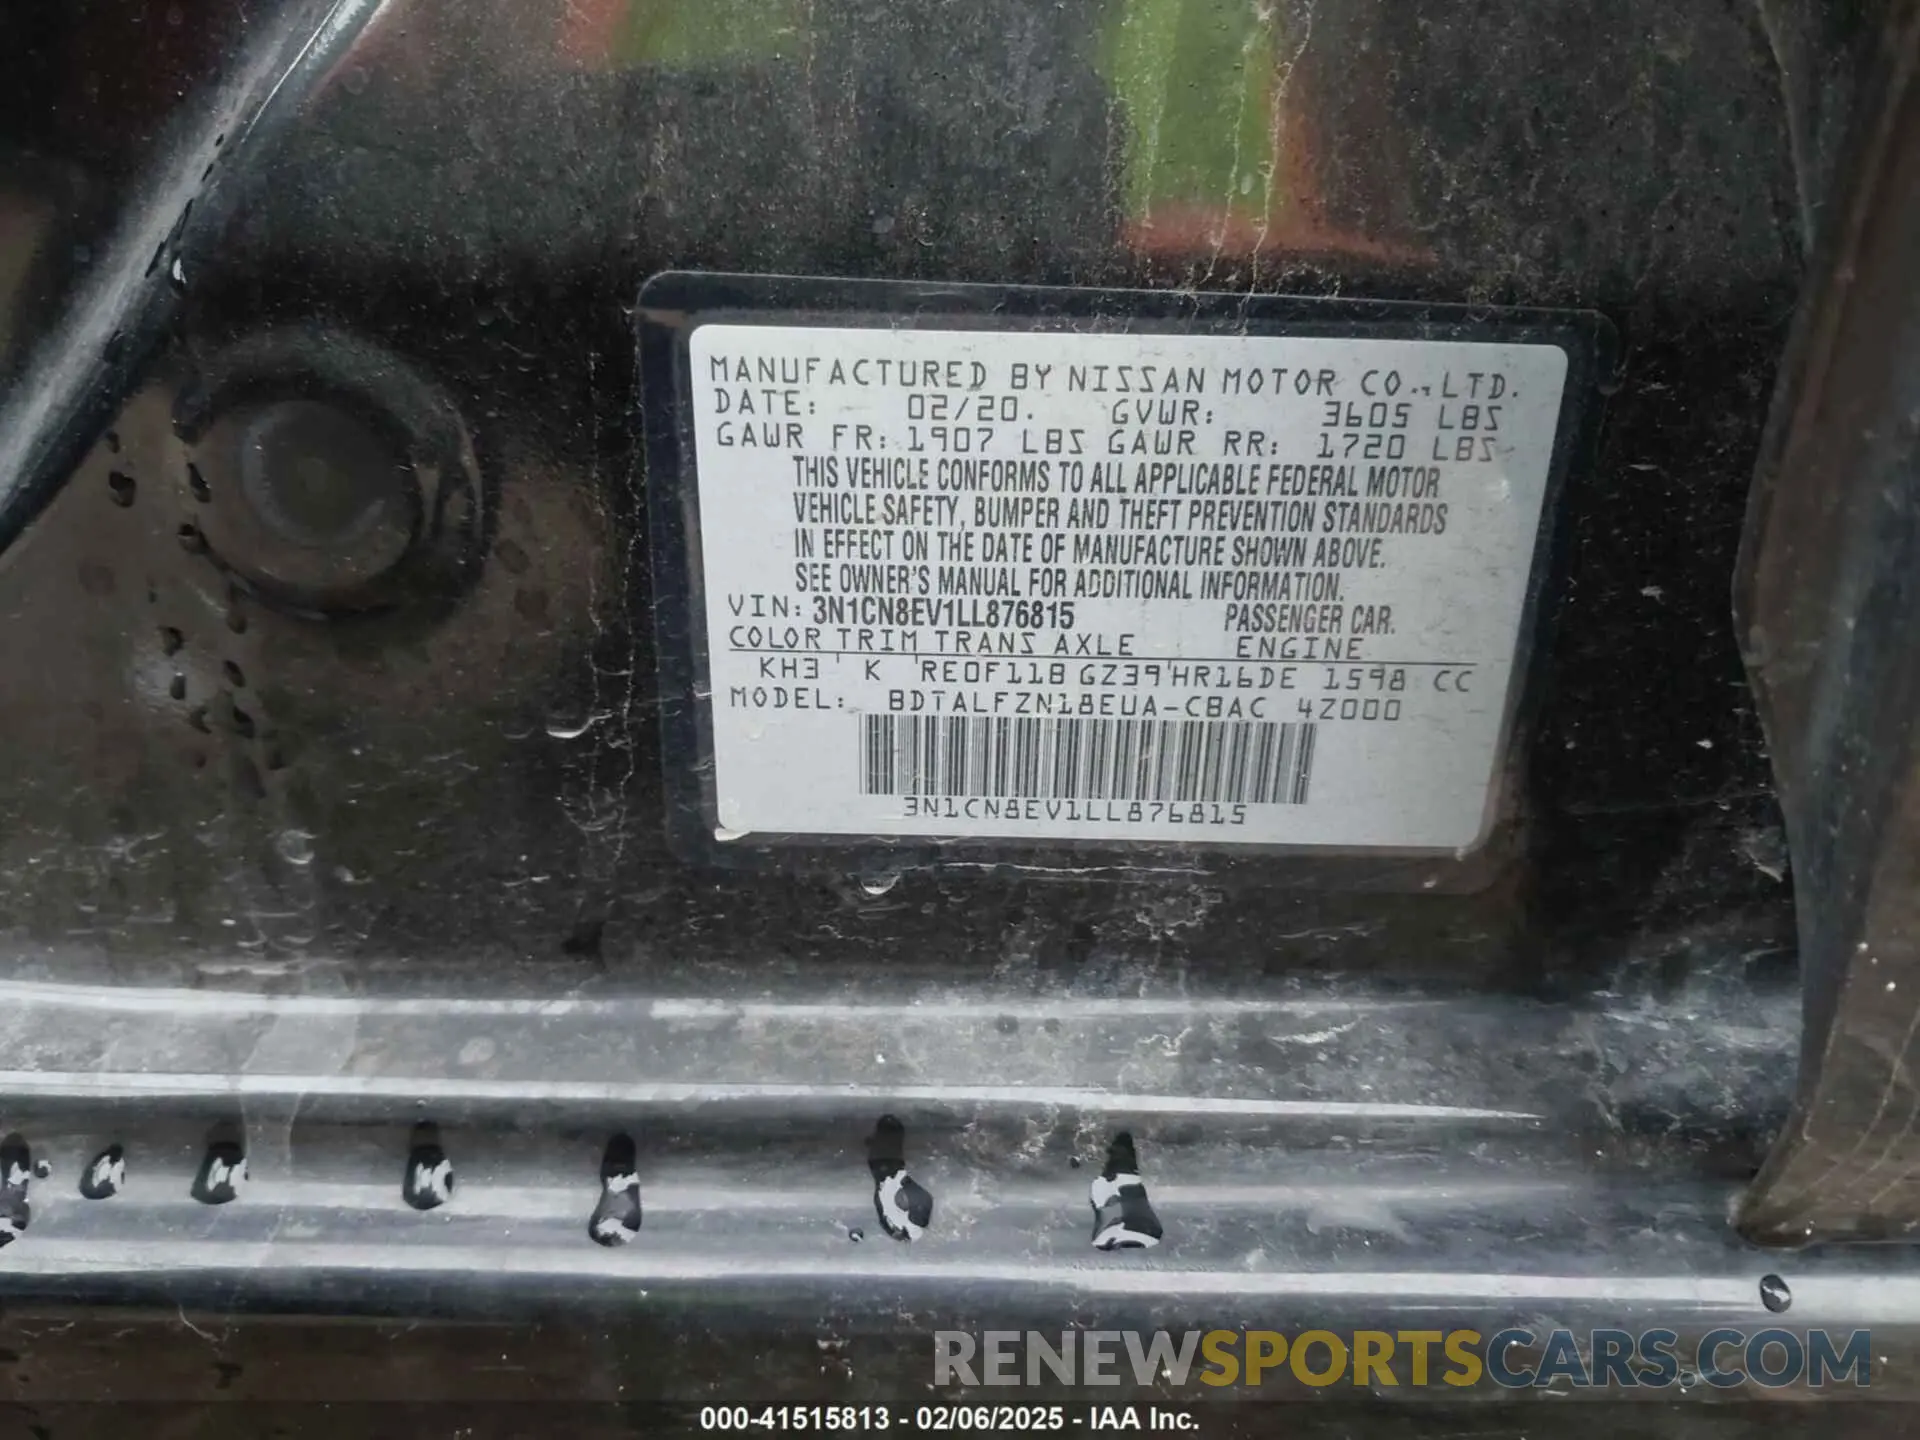 MANUFACTURED BY NISSAN MOTOR CO., LTD.
DATE: 02/20. GVWR: 3605 LBS
GAWR FR: 1907 LBS GAWR RR: 1720 LBS
THIS VEHICLE CONFORMS TO ALL APPLICABLE FEDERAL MOTOR
VEHICLE SAFETY, BUMPER AND THEFT PREVENTION STANDARDS
IN EFFECT ON THE DATE OF MANUFACTURE SHOWN ABOVE.
SEE OWNER'S MANUAL FOR ADDITIONAL INFORMATION.
VIN: 3N1CN8EV1LL876815 PASSENGER CAR.
COLOR TRIM TRANS AXLE ENGINE
KH3 K RE0F11B GZ39 HR16DE 1598 CC
MODEL: BDTALFZN18EUA-CBAC 4Z000
3N1CN8EV1LL876815
RENEWSPORTSCARS.COM
000-41515813 - 02/06/2025 - IAA Inc.